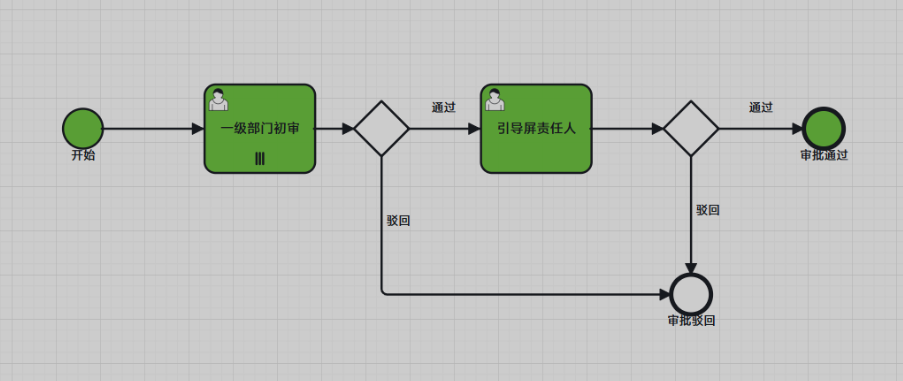 开始
一级部门初审
通过
引导屏责任人
通过
审批通过
驳回
驳回
审批驳回